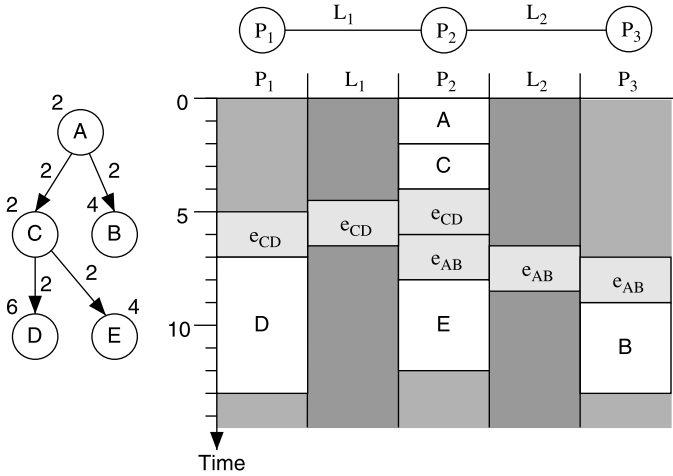 L1 L2
P1 P2 P3
P1 L1 P2 L2 P3
0
2
A
A
2 2
C
2 4
5
C B
eCD eCD eCD
eAB eAB eAB
2 2
6 4
D E
10
D E
B
Time